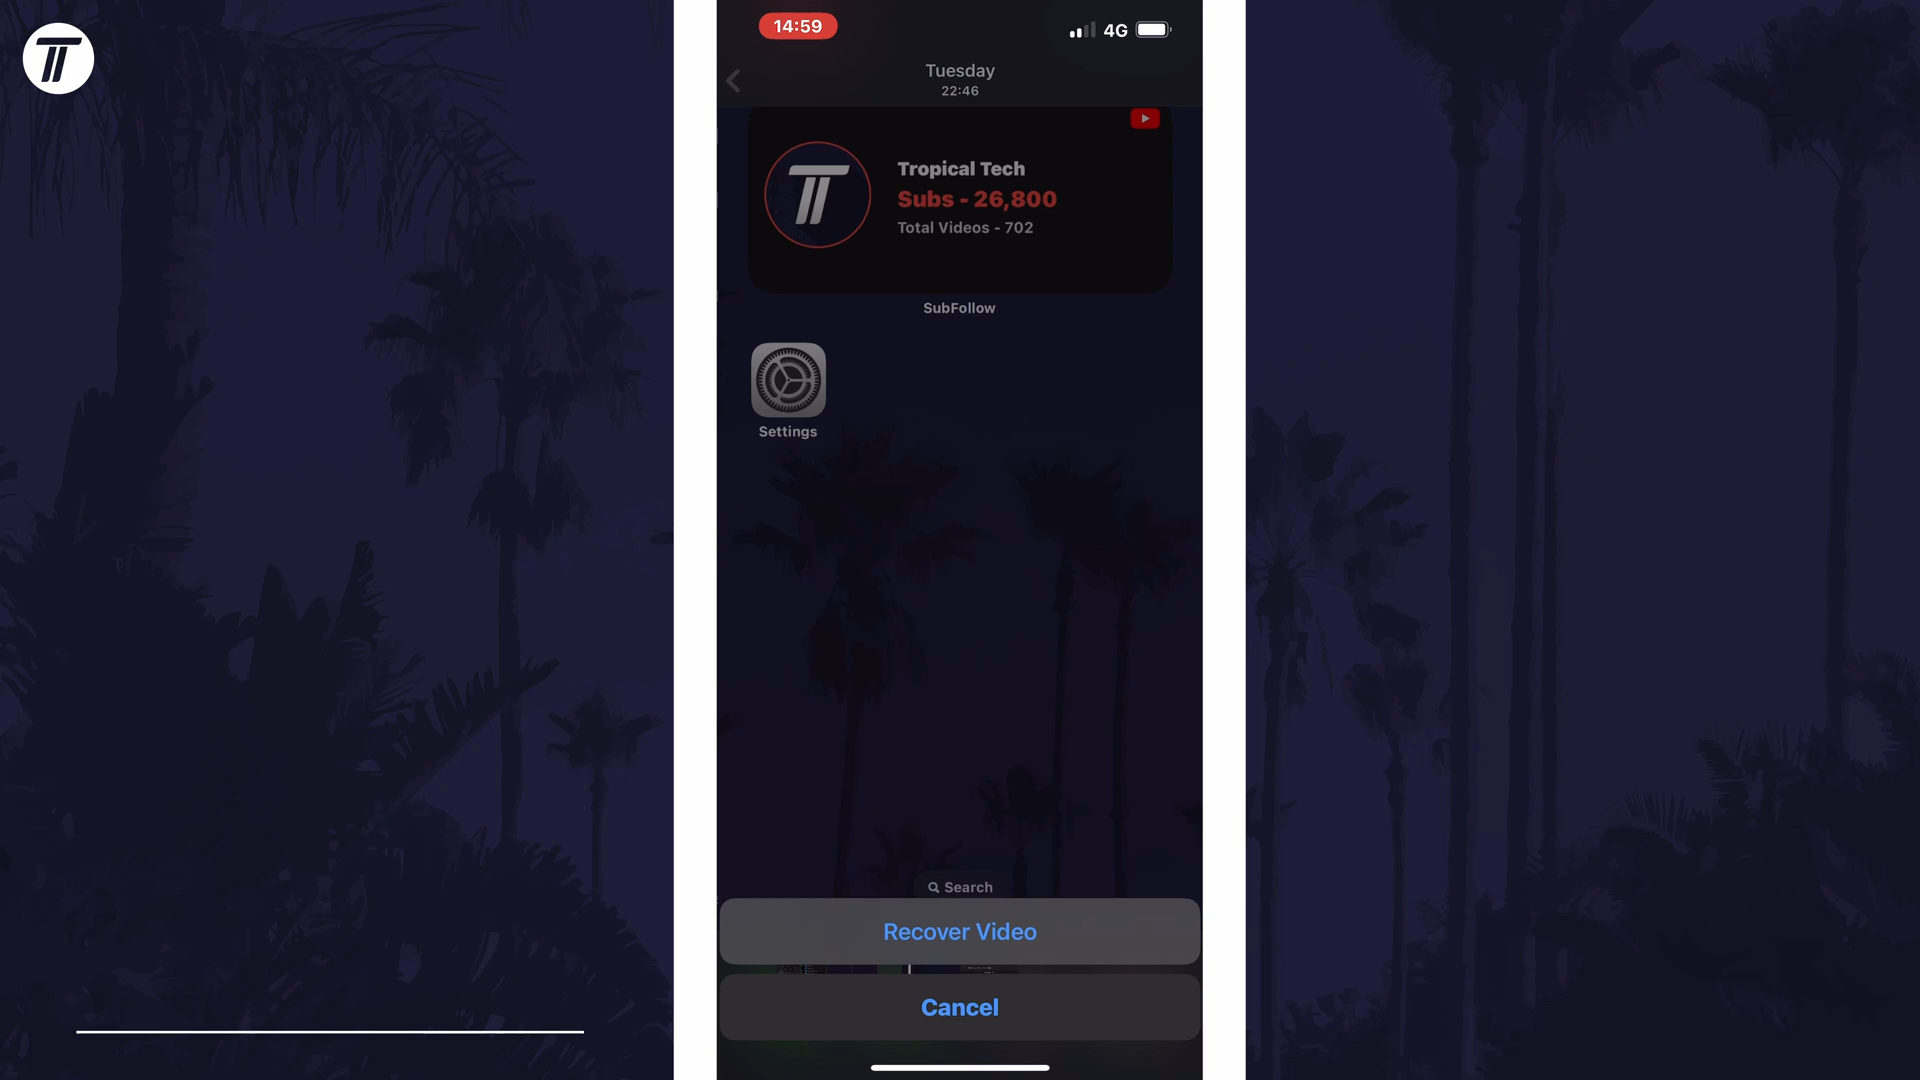 14:59
4G
Tuesday
22:46
Tropical Tech
Subs - 26,800
Total Videos - 702
SubFollow
Settings
Search
Recover Video
Cancel